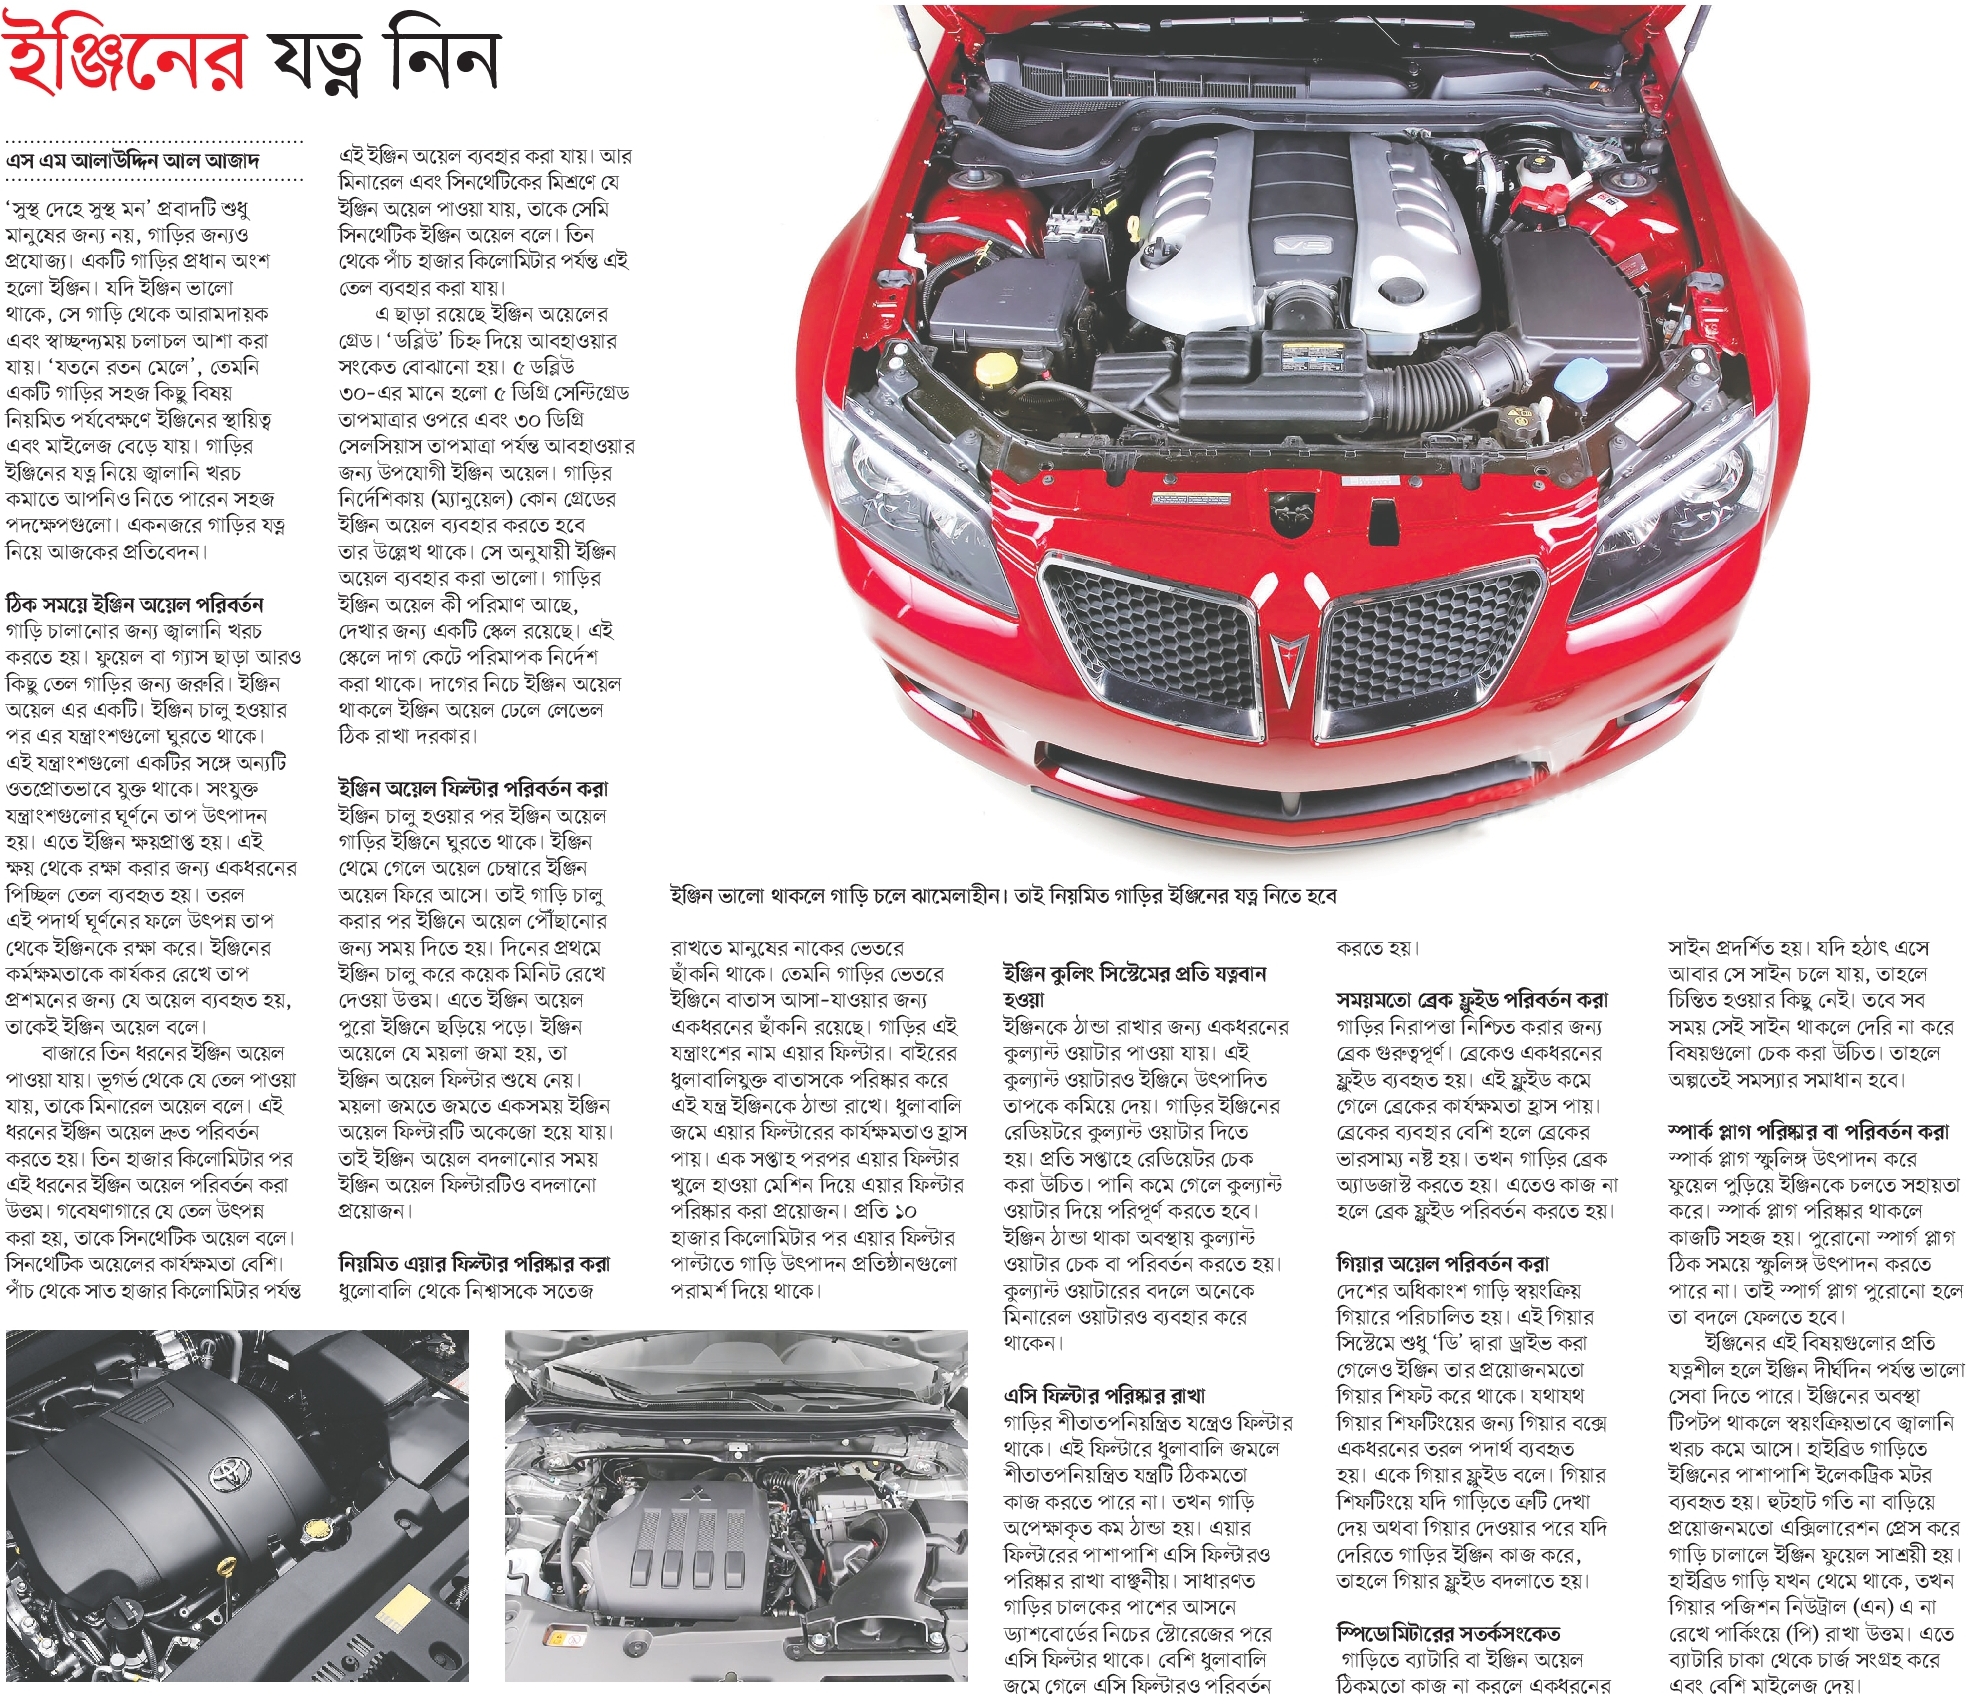 ইঞ্জিনের যত্ন নিন
এস এম আলাউদ্দিন আল আজাদ
‘সুস্থ দেহে সুস্থ মন’ প্রবাদটি শুধু
মানুষের জন্য নয়, গাড়ির জন্যও
প্রযোজ্য। একটি গাড়ির প্রধান অংশ
হলো ইঞ্জিন। যদি ইঞ্জিন ভালো
থাকে, সে গাড়ি থেকে আরামদায়ক
এবং স্বাচ্ছন্দ্যময় চলাচল আশা করা
যায়। ‘যতনে রতন মেলে’, তেমনি
একটি গাড়ির সহজ কিছু বিষয়
নিয়মিত পর্যবেক্ষণে ইঞ্জিনের স্থায়িত্ব
এবং মাইলেজ বেড়ে যায়। গাড়ির
ইঞ্জিনের যত্ন নিয়ে জ্বালানি খরচ
কমাতে আপনিও নিতে পারেন সহজ
পদক্ষেপগুলো। একনজরে গাড়ির যত্ন
নিয়ে আজকের প্রতিবেদন।
ঠিক সময়ে ইঞ্জিন অয়েল পরিবর্তন
গাড়ি চালানোর জন্য জ্বালানি খরচ
করতে হয়। ফুয়েল বা গ্যাস ছাড়া আরও
কিছু তেল গাড়ির জন্য জরুরি। ইঞ্জিন
অয়েল এর একটি। ইঞ্জিন চালু হওয়ার
পর এর যন্ত্রাংশগুলো ঘুরতে থাকে।
এই যন্ত্রাংশগুলো একটির সঙ্গে অন্যটি
ওতপ্রোতভাবে যুক্ত থাকে। সংযুক্ত
যন্ত্রাংশগুলোর ঘূর্ণনে তাপ উৎপাদন
হয়। এতে ইঞ্জিন ক্ষয়প্রাপ্ত হয়। এই
ক্ষয় থেকে রক্ষা করার জন্য একধরনের
পিচ্ছিল তেল ব্যবহৃত হয়। তরল
এই পদার্থ ঘূর্ণনের ফলে উৎপন্ন তাপ
থেকে ইঞ্জিনকে রক্ষা করে। ইঞ্জিনের
কর্মক্ষমতাকে কার্যকর রেখে তাপ
প্রশমনের জন্য যে অয়েল ব্যবহৃত হয়,
তাকেই ইঞ্জিন অয়েল বলে।
বাজারে তিন ধরনের ইঞ্জিন অয়েল
পাওয়া যায়। ভূগর্ভ থেকে যে তেল পাওয়া
যায়, তাকে মিনারেল অয়েল বলে। এই
ধরনের ইঞ্জিন অয়েল দ্রুত পরিবর্তন
করতে হয়। তিন হাজার কিলোমিটার পর
এই ধরনের ইঞ্জিন অয়েল পরিবর্তন করা
উত্তম। গবেষণাগারে যে তেল উৎপন্ন
করা হয়, তাকে সিনথেটিক অয়েল বলে।
সিনথেটিক অয়েলের কার্যক্ষমতা বেশি।
পাঁচ থেকে সাত হাজার কিলোমিটার পর্যন্ত
এই ইঞ্জিন অয়েল ব্যবহার করা যায়। আর
মিনারেল এবং সিনথেটিকের মিশ্রণে যে
ইঞ্জিন অয়েল পাওয়া যায়, তাকে সেমি
সিনথেটিক ইঞ্জিন অয়েল বলে। তিন
থেকে পাঁচ হাজার কিলোমিটার পর্যন্ত এই
তেল ব্যবহার করা যায়।
এ ছাড়া রয়েছে ইঞ্জিন অয়েলের
গ্রেড। ‘ডব্লিউ’ চিহ্ন দিয়ে আবহাওয়ার
সংকেত বোঝানো হয়। ৫ ডব্লিউ
৩০-এর মানে হলো ৫ ডিগ্রি সেন্টিগ্রেড
তাপমাত্রার ওপরে এবং ৩০ ডিগ্রি
সেলসিয়াস তাপমাত্রা পর্যন্ত আবহাওয়ার
জন্য উপযোগী ইঞ্জিন অয়েল। গাড়ির
নির্দেশিকায় (ম্যানুয়েল) কোন গ্রেডের
ইঞ্জিন অয়েল ব্যবহার করতে হবে
তার উল্লেখ থাকে। সে অনুযায়ী ইঞ্জিন
অয়েল ব্যবহার করা ভালো। গাড়ির
ইঞ্জিন অয়েল কী পরিমাণ আছে,
দেখার জন্য একটি স্কেল রয়েছে। এই
স্কেলে দাগ কেটে পরিমাপক নির্দেশ
করা থাকে। দাগের নিচে ইঞ্জিন অয়েল
থাকলে ইঞ্জিন অয়েল ঢেলে লেভেল
ঠিক রাখা দরকার।
ইঞ্জিন অয়েল ফিল্টার পরিবর্তন করা
ইঞ্জিন চালু হওয়ার পর ইঞ্জিন অয়েল
গাড়ির ইঞ্জিনে ঘুরতে থাকে। ইঞ্জিন
থেমে গেলে অয়েল চেম্বারে ইঞ্জিন
অয়েল ফিরে আসে। তাই গাড়ি চালু
করার পর ইঞ্জিনে অয়েল পৌঁছানোর
জন্য সময় দিতে হয়। দিনের প্রথমে
ইঞ্জিন চালু করে কয়েক মিনিট রেখে
দেওয়া উত্তম। এতে ইঞ্জিন অয়েল
পুরো ইঞ্জিনে ছড়িয়ে পড়ে। ইঞ্জিন
অয়েলে যে ময়লা জমা হয়, তা
ইঞ্জিন অয়েল ফিল্টার শুষে নেয়।
ময়লা জমতে জমতে একসময় ইঞ্জিন
অয়েল ফিল্টারটি অকেজো হয়ে যায়।
তাই ইঞ্জিন অয়েল বদলানোর সময়
ইঞ্জিন অয়েল ফিল্টারটিও বদলানো
প্রয়োজন।
নিয়মিত এয়ার ফিল্টার পরিষ্কার করা
ধুলোবালি থেকে নিশ্বাসকে সতেজ
V8
ইঞ্জিন ভালো থাকলে গাড়ি চলে ঝামেলাহীন। তাই নিয়মিত গাড়ির ইঞ্জিনের যত্ন নিতে হবে
রাখতে মানুষের নাকের ভেতরে
ছাঁকনি থাকে। তেমনি গাড়ির ভেতরে
ইঞ্জিনে বাতাস আসা-যাওয়ার জন্য
একধরনের ছাঁকনি রয়েছে। গাড়ির এই
যন্ত্রাংশের নাম এয়ার ফিল্টার। বাইরের
ধুলাবালিযুক্ত বাতাসকে পরিষ্কার করে
এই যন্ত্র ইঞ্জিনকে ঠান্ডা রাখে। ধুলাবালি
জমে এয়ার ফিল্টারের কার্যক্ষমতাও হ্রাস
পায়। এক সপ্তাহ পরপর এয়ার ফিল্টার
খুলে হাওয়া মেশিন দিয়ে এয়ার ফিল্টার
পরিষ্কার করা প্রয়োজন। প্রতি ১০
হাজার কিলোমিটার পর এয়ার ফিল্টার
পাল্টাতে গাড়ি উৎপাদন প্রতিষ্ঠানগুলো
পরামর্শ দিয়ে থাকে।
ইঞ্জিন কুলিং সিস্টেমের প্রতি যত্নবান
হওয়া
ইঞ্জিনকে ঠান্ডা রাখার জন্য একধরনের
কুল্যান্ট ওয়াটার পাওয়া যায়। এই
কুল্যান্ট ওয়াটারও ইঞ্জিনে উৎপাদিত
তাপকে কমিয়ে দেয়। গাড়ির ইঞ্জিনের
রেডিয়টরে কুল্যান্ট ওয়াটার দিতে
হয়। প্রতি সপ্তাহে রেডিয়েটর চেক
করা উচিত। পানি কমে গেলে কুল্যান্ট
ওয়াটার দিয়ে পরিপূর্ণ করতে হবে।
ইঞ্জিন ঠান্ডা থাকা অবস্থায় কুল্যান্ট
ওয়াটার চেক বা পরিবর্তন করতে হয়।
কুল্যান্ট ওয়াটারের বদলে অনেকে
মিনারেল ওয়াটারও ব্যবহার করে
থাকেন।
এসি ফিল্টার পরিষ্কার রাখা
গাড়ির শীতাতপনিয়ন্ত্রিত যন্ত্রেও ফিল্টার
থাকে। এই ফিল্টারে ধুলাবালি জমলে
শীতাতপনিয়ন্ত্রিত যন্ত্রটি ঠিকমতো
কাজ করতে পারে না। তখন গাড়ি
অপেক্ষাকৃত কম ঠান্ডা হয়। এয়ার
ফিল্টারের পাশাপাশি এসি ফিল্টারও
পরিষ্কার রাখা বাঞ্ছনীয়। সাধারণত
গাড়ির চালকের পাশের আসনে
ড্যাশবোর্ডের নিচের স্টোরেজের পরে
এসি ফিল্টার থাকে। বেশি ধুলাবালি
জমে গেলে এসি ফিল্টারও পরিবর্তন
করতে হয়।
সময়মতো ব্রেক ফ্লুইড পরিবর্তন করা
গাড়ির নিরাপত্তা নিশ্চিত করার জন্য
ব্রেক গুরুত্বপূর্ণ। ব্রেকেও একধরনের
ফ্লুইড ব্যবহৃত হয়। এই ফ্লুইড কমে
গেলে ব্রেকের কার্যক্ষমতা হ্রাস পায়।
ব্রেকের ব্যবহার বেশি হলে ব্রেকের
ভারসাম্য নষ্ট হয়। তখন গাড়ির ব্রেক
অ্যাডজাস্ট করতে হয়। এতেও কাজ না
হলে ব্রেক ফ্লুইড পরিবর্তন করতে হয়।
গিয়ার অয়েল পরিবর্তন করা
দেশের অধিকাংশ গাড়ি স্বয়ংক্রিয়
গিয়ারে পরিচালিত হয়। এই গিয়ার
সিস্টেমে শুধু ‘ডি’ দ্বারা ড্রাইভ করা
গেলেও ইঞ্জিন তার প্রয়োজনমতো
গিয়ার শিফট করে থাকে। যথাযথ
গিয়ার শিফটিংয়ের জন্য গিয়ার বক্সে
একধরনের তরল পদার্থ ব্যবহৃত
হয়। একে গিয়ার ফ্লুইড বলে। গিয়ার
শিফটিংয়ে যদি গাড়িতে ত্রুটি দেখা
দেয় অথবা গিয়ার দেওয়ার পরে যদি
দেরিতে গাড়ির ইঞ্জিন কাজ করে,
তাহলে গিয়ার ফ্লুইড বদলাতে হয়।
স্পিডোমিটারের সতর্কসংকেত
গাড়িতে ব্যাটারি বা ইঞ্জিন অয়েল
ঠিকমতো কাজ না করলে একধরনের
সাইন প্রদর্শিত হয়। যদি হঠাৎ এসে
আবার সে সাইন চলে যায়, তাহলে
চিন্তিত হওয়ার কিছু নেই। তবে সব
সময় সেই সাইন থাকলে দেরি না করে
বিষয়গুলো চেক করা উচিত। তাহলে
অল্পতেই সমস্যার সমাধান হবে।
স্পার্ক প্লাগ পরিষ্কার বা পরিবর্তন করা
স্পার্ক প্লাগ স্ফুলিঙ্গ উৎপাদন করে
ফুয়েল পুড়িয়ে ইঞ্জিনকে চলতে সহায়তা
করে। স্পার্ক প্লাগ পরিষ্কার থাকলে
কাজটি সহজ হয়। পুরোনো স্পার্গ প্লাগ
ঠিক সময়ে স্ফুলিঙ্গ উৎপাদন করতে
পারে না। তাই স্পার্গ প্লাগ পুরোনো হলে
তা বদলে ফেলতে হবে।
ইঞ্জিনের এই বিষয়গুলোর প্রতি
যত্নশীল হলে ইঞ্জিন দীর্ঘদিন পর্যন্ত ভালো
সেবা দিতে পারে। ইঞ্জিনের অবস্থা
টিপটপ থাকলে স্বয়ংক্রিয়ভাবে জ্বালানি
খরচ কমে আসে। হাইব্রিড গাড়িতে
ইঞ্জিনের পাশাপাশি ইলেকট্রিক মটর
ব্যবহৃত হয়। হুটহাট গতি না বাড়িয়ে
প্রয়োজনমতো এক্সিলারেশন প্রেস করে
গাড়ি চালালে ইঞ্জিন ফুয়েল সাশ্রয়ী হয়।
হাইব্রিড গাড়ি যখন থেমে থাকে, তখন
গিয়ার পজিশন নিউট্রাল (এন) এ না
রেখে পার্কিংয়ে (পি) রাখা উত্তম। এতে
ব্যাটারি চাকা থেকে চার্জ সংগ্রহ করে
এবং বেশি মাইলেজ দেয়।